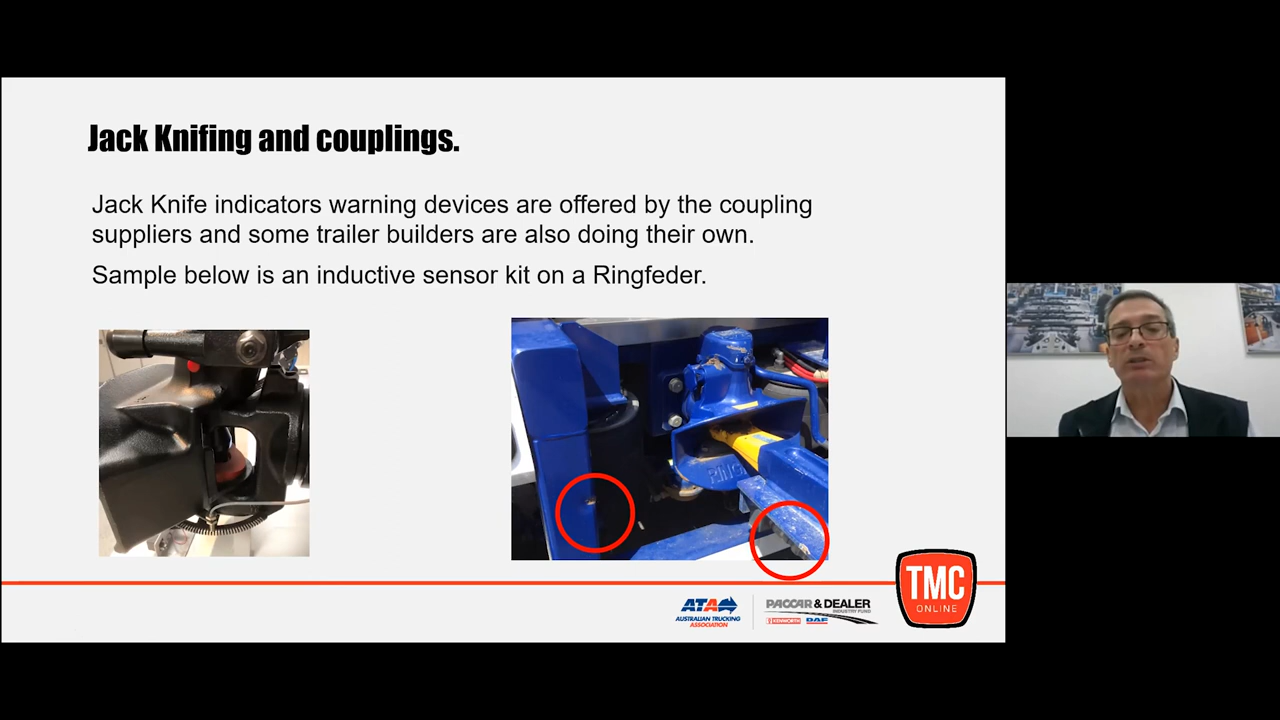 Jack Knifing and couplings.
Jack Knife indicators warning devices are offered by the coupling
suppliers and some trailer builders are also doing their own.
Sample below is an inductive sensor kit on a Ringfeder.
RING
ATA
AUSTRALIAN TRUCKING
ASSOCIATION
PACCAR & DEALER
INDUSTRY FUND
KENWORTH DAF
TMC
ONLINE